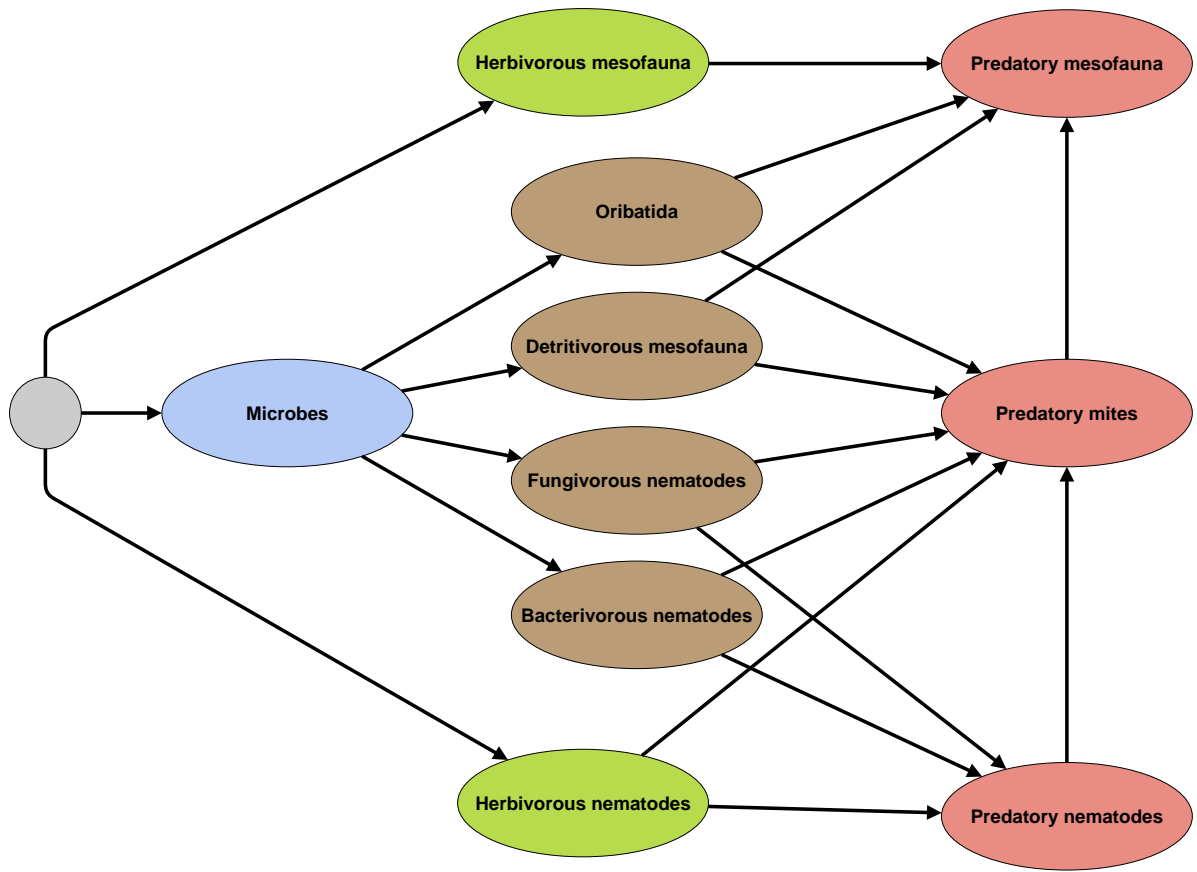 Herbivorous mesofauna
Predatory mesofauna
Oribatida
Detritivorous mesofauna
Microbes
Predatory mites
Fungivorous nematodes
Bacterivorous nematodes
Herbivorous nematodes
Predatory nematodes